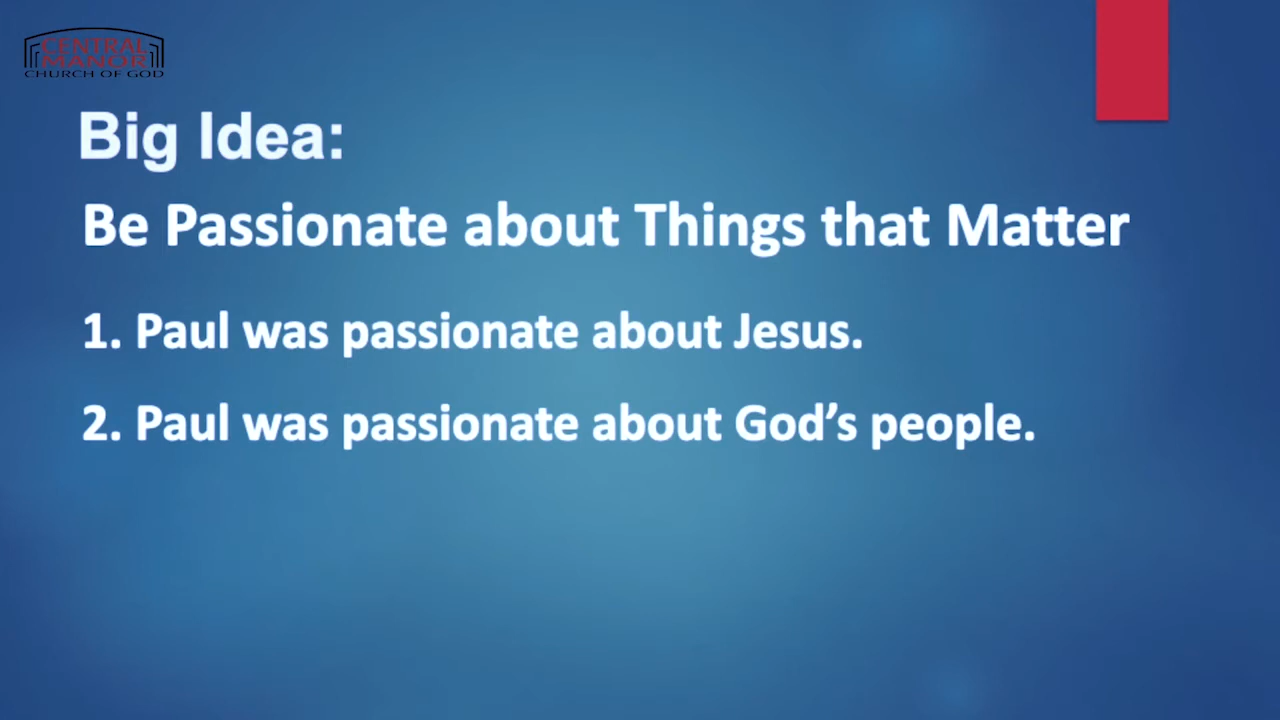 CENTRAL
MANOR
CHURCH OF GOD
Big Idea:
Be Passionate about Things that Matter
1. Paul was passionate about Jesus.
2. Paul was passionate about God’s people.